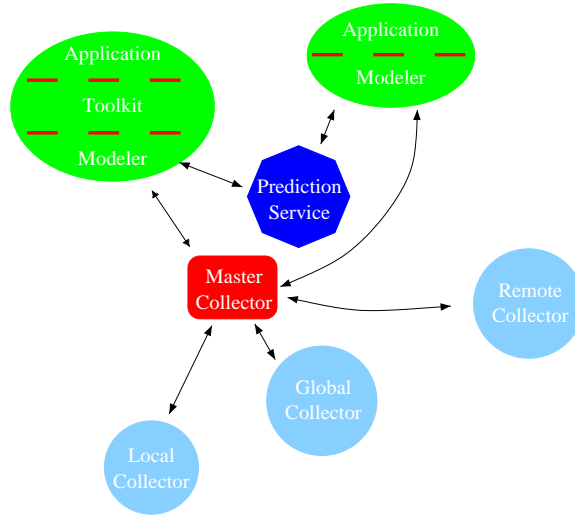 Application
Toolkit
Modeler
Application
Modeler
Prediction
Service
Master
Collector
Remote
Collector
Global
Collector
Local
Collector